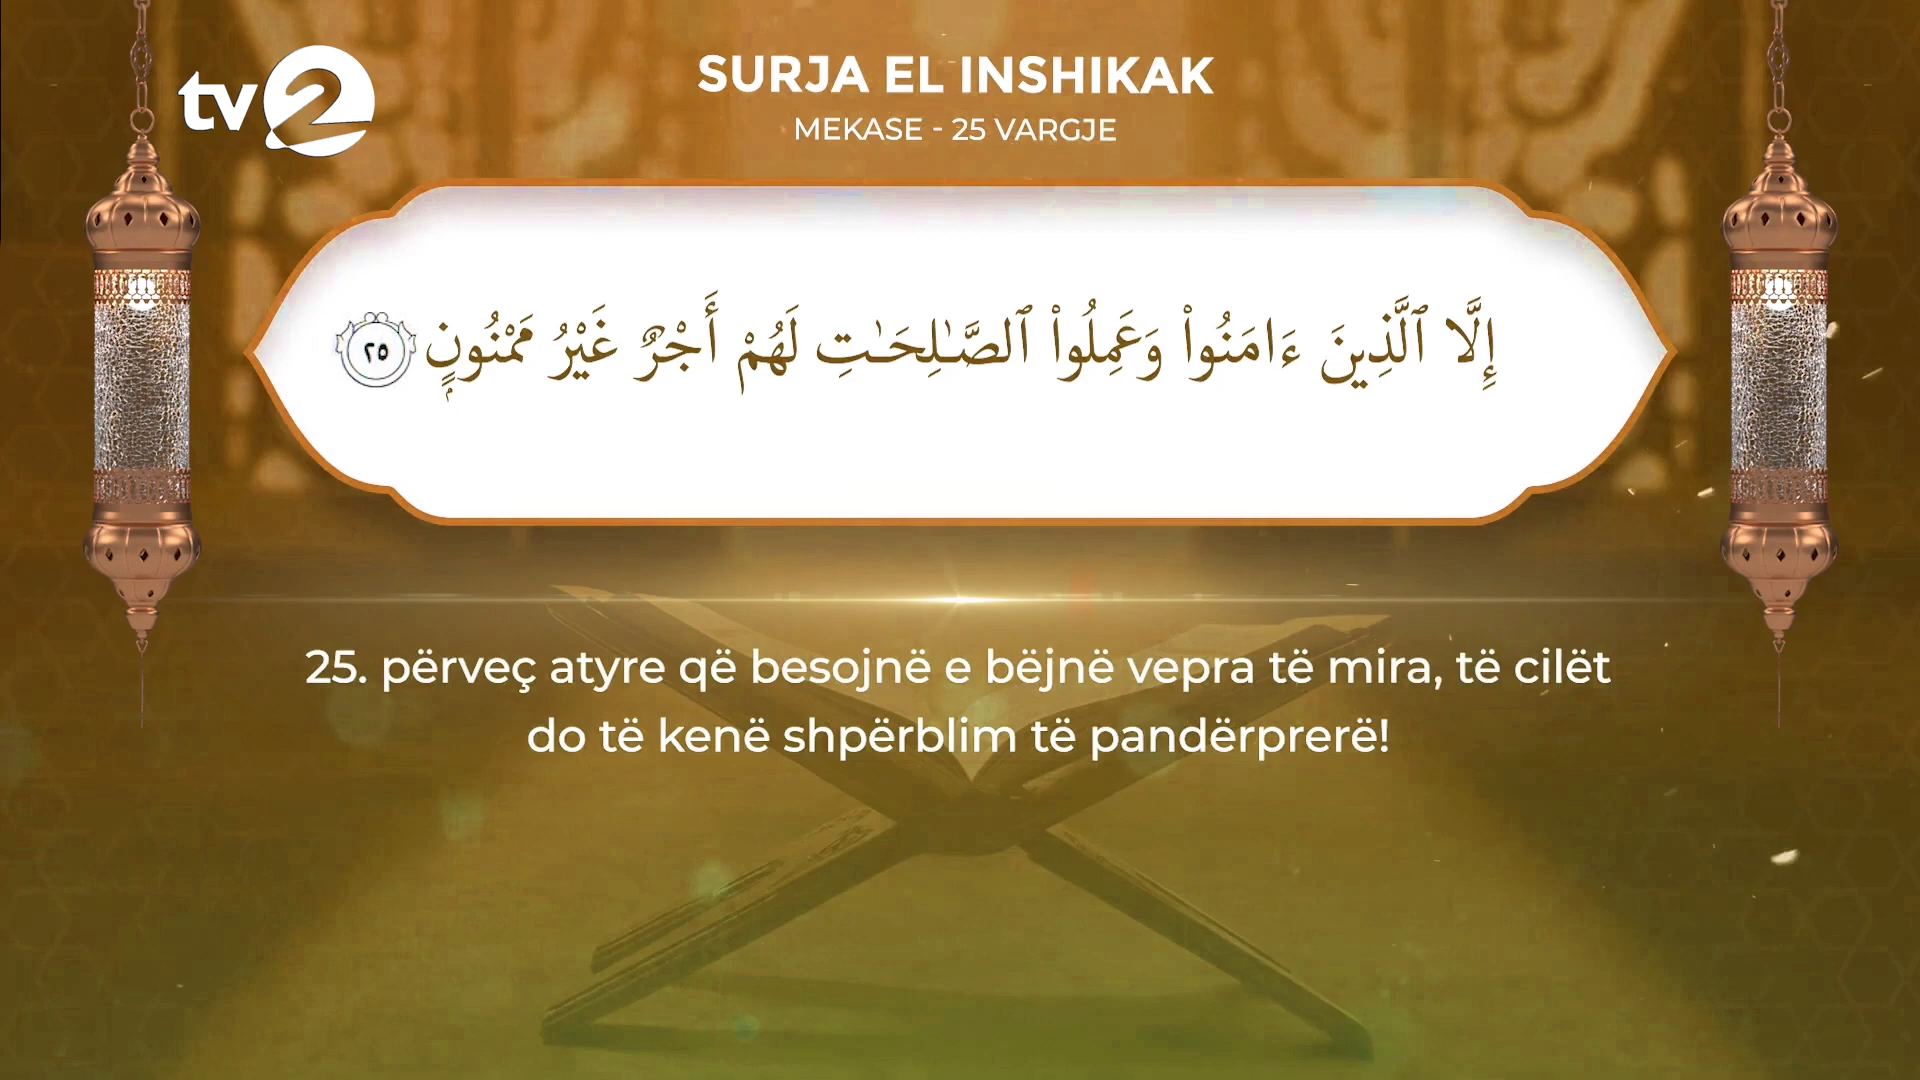 tv2
SURJA EL INSHIKAK
MEKASE - 25 VARGJE
إِلَّا ٱلَّذِينَ ءَامَنُوا۟ وَعَمِلُوا۟ ٱلصَّـٰلِحَـٰتِ لَهُمْ أَجْرٌ غَيْرُ مَمْنُونٍۭ ٢٥
25. përveç atyre që besojnë e bëjnë vepra të mira, të cilët
do të kenë shpërblim të pandërprerë!